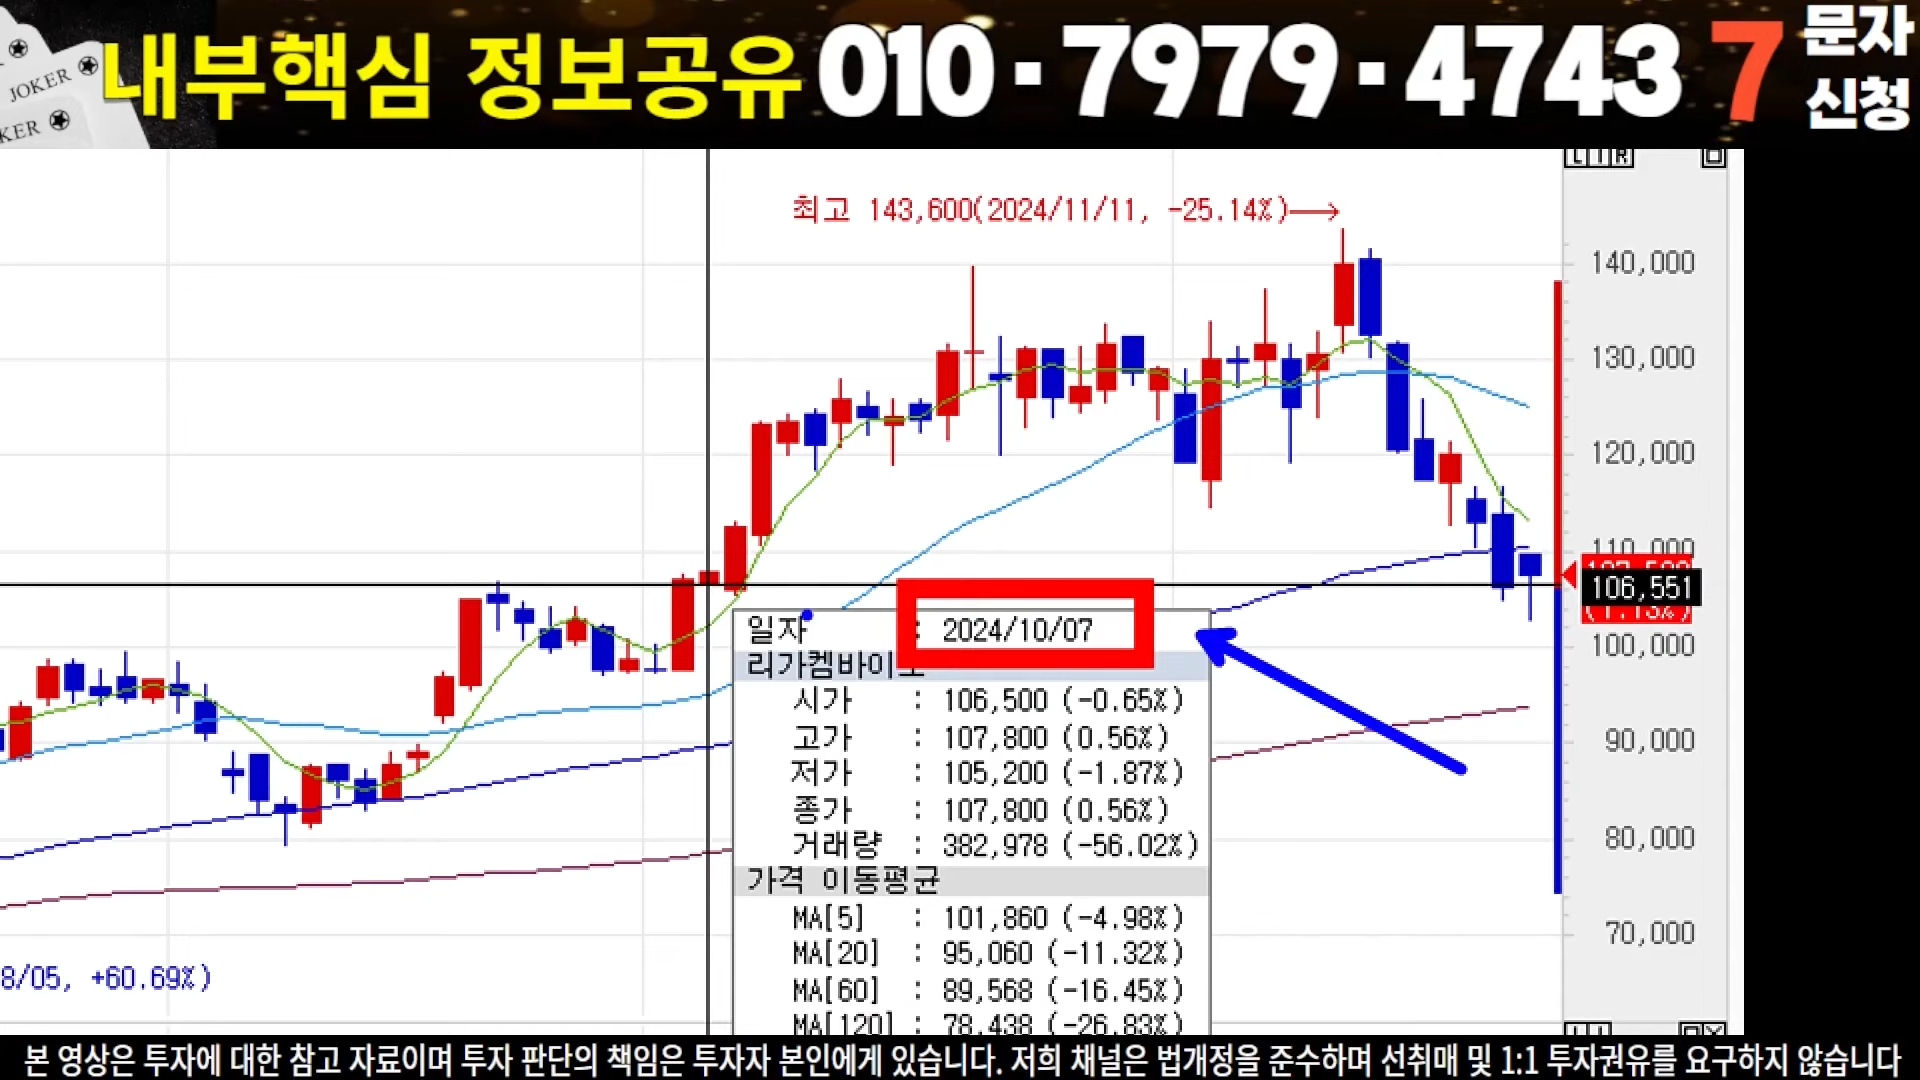 JOKER
KER
내부핵심 정보공유 010·7979·4743 7 문자
신청
L I R
최고 143,600(2024/11/11, -25.14%)
140,000
130,000
120,000
110,000
106,551
100,000
90,000
80,000
70,000
일자 : 2024/10/07
리가켐바이오
시가 : 106,500 (-0.65%)
고가 : 107,800 (0.56%)
저가 : 105,200 (-1.87%)
종가 : 107,800 (0.56%)
거래량 : 382,978 (-56.02%)
가격 이동평균
MA[5] : 101,860 (-4.98%)
MA[20] : 95,060 (-11.32%)
MA[60] : 89,568 (-16.45%)
MA[120] : 78,438 (-26.83%)
8/05, +60.69%)
본 영상은 투자에 대한 참고 자료이며 투자 판단의 책임은 투자자 본인에게 있습니다. 저희 채널은 법개정을 준수하며 선취매 및 1:1 투자권유를 요구하지 않습니다